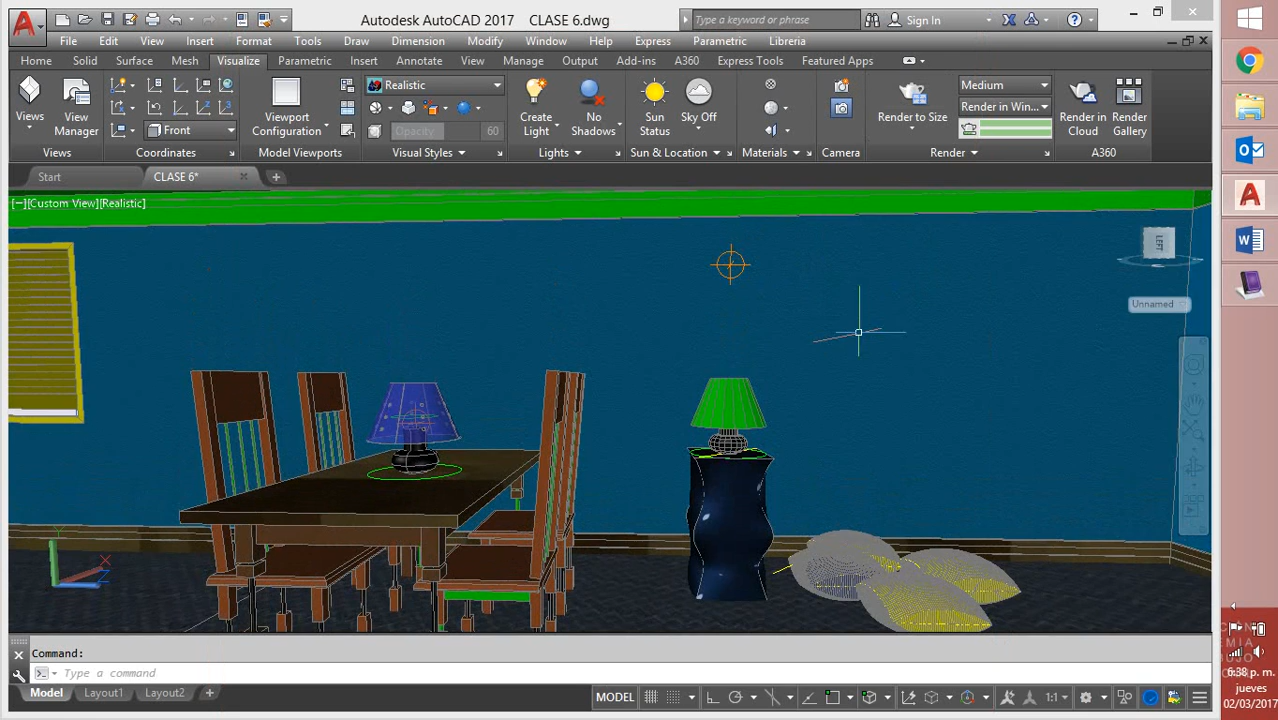 Autodesk AutoCAD 2017 CLASE 6.dwg
Type a keyword or phrase
Sign In
File Edit View Insert Format Tools Draw Dimension Modify Window Help Express Parametric Libreria
Home Solid Surface Mesh Visualize Parametric Insert Annotate View Manage Output Add-ins A360 Express Tools Featured Apps
Realistic
Medium
Views
View Manager
Front
Viewport Configuration
Opacity 60
Create Light
No Shadows
Sun Status
Sky Off
Render to Size
Render in Win...
Render in Cloud
Render Gallery
Views Coordinates Model Viewports Visual Styles Lights Sun & Location Materials Camera Render A360
Start CLASE 6*
[−][Custom View][Realistic]
LEFT
Unnamed
Y
X
Command:
Type a command
Model Layout1 Layout2
MODEL
1:1
6:38 p. m.
jueves
02/03/2017